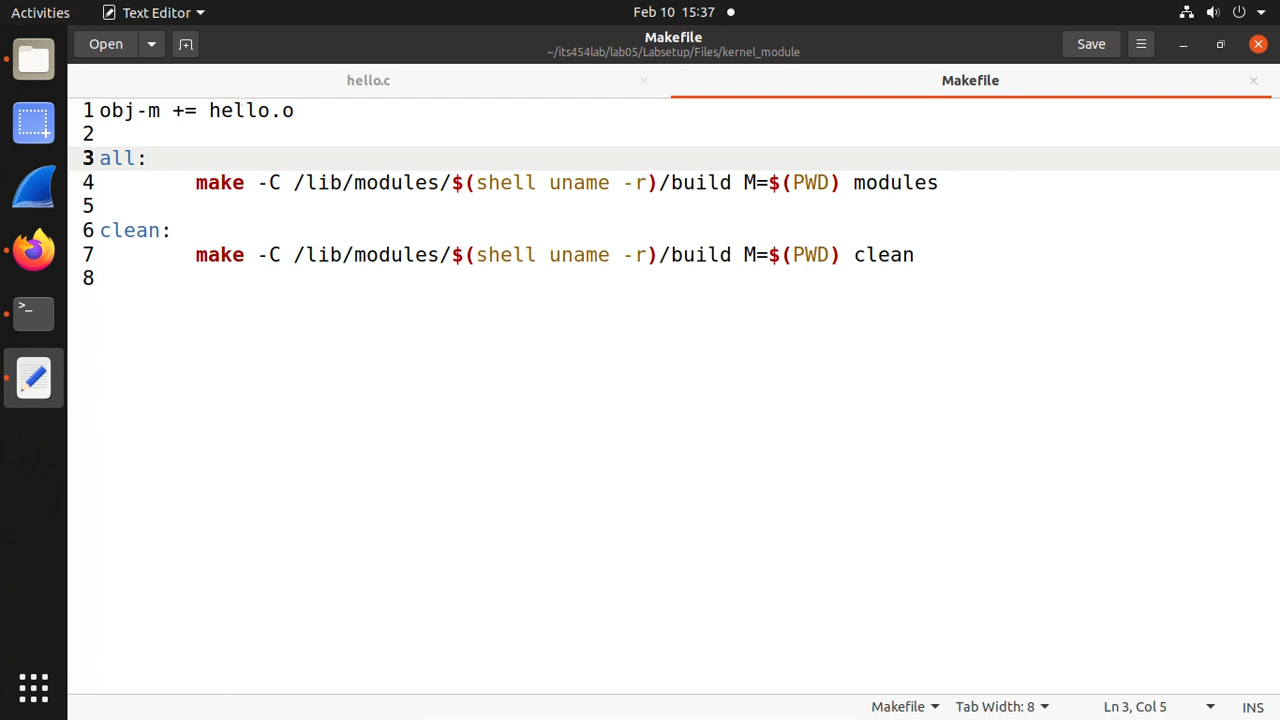 Activities Text Editor Feb 10 15:37
Open Makefile Save
~/its454lab/lab05/Labsetup/Files/kernel_module
hello.c Makefile
1 obj-m += hello.o
2
3 all:
4 	make -C /lib/modules/$(shell uname -r)/build M=$(PWD) modules
5
6 clean:
7 	make -C /lib/modules/$(shell uname -r)/build M=$(PWD) clean
8
Makefile Tab Width: 8 Ln 3, Col 5 INS